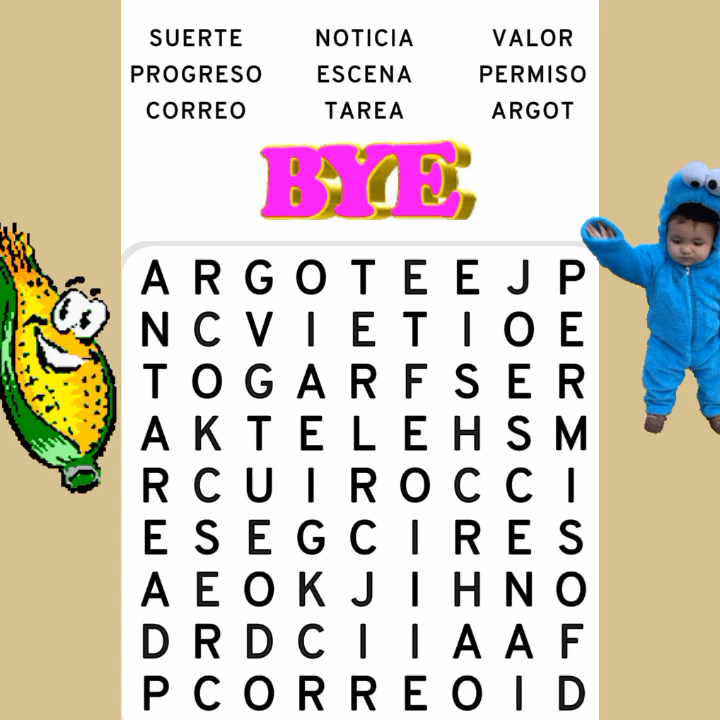 SUERTE NOTICIA VALOR
PROGRESO ESCENA PERMISO
CORREO TAREA ARGOT
BYE
A R G O T E E J P
N C V I E T I O E
T O G A R F S E R
A K T E L E H S M
R C U I R O C C I
E S E G C I R E S
A E O K J I H N O
D R D C I I A A F
P C O R R E O I D